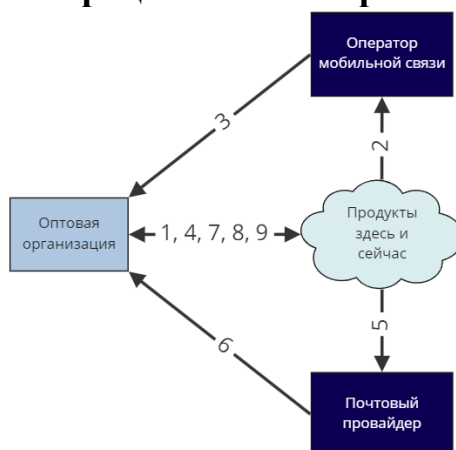 Оператор
мобильной связи
3
2
Оптовая
организация
1, 4, 7, 8, 9
Продукты
здесь и
сейчас
6
5
Почтовый
провайдер